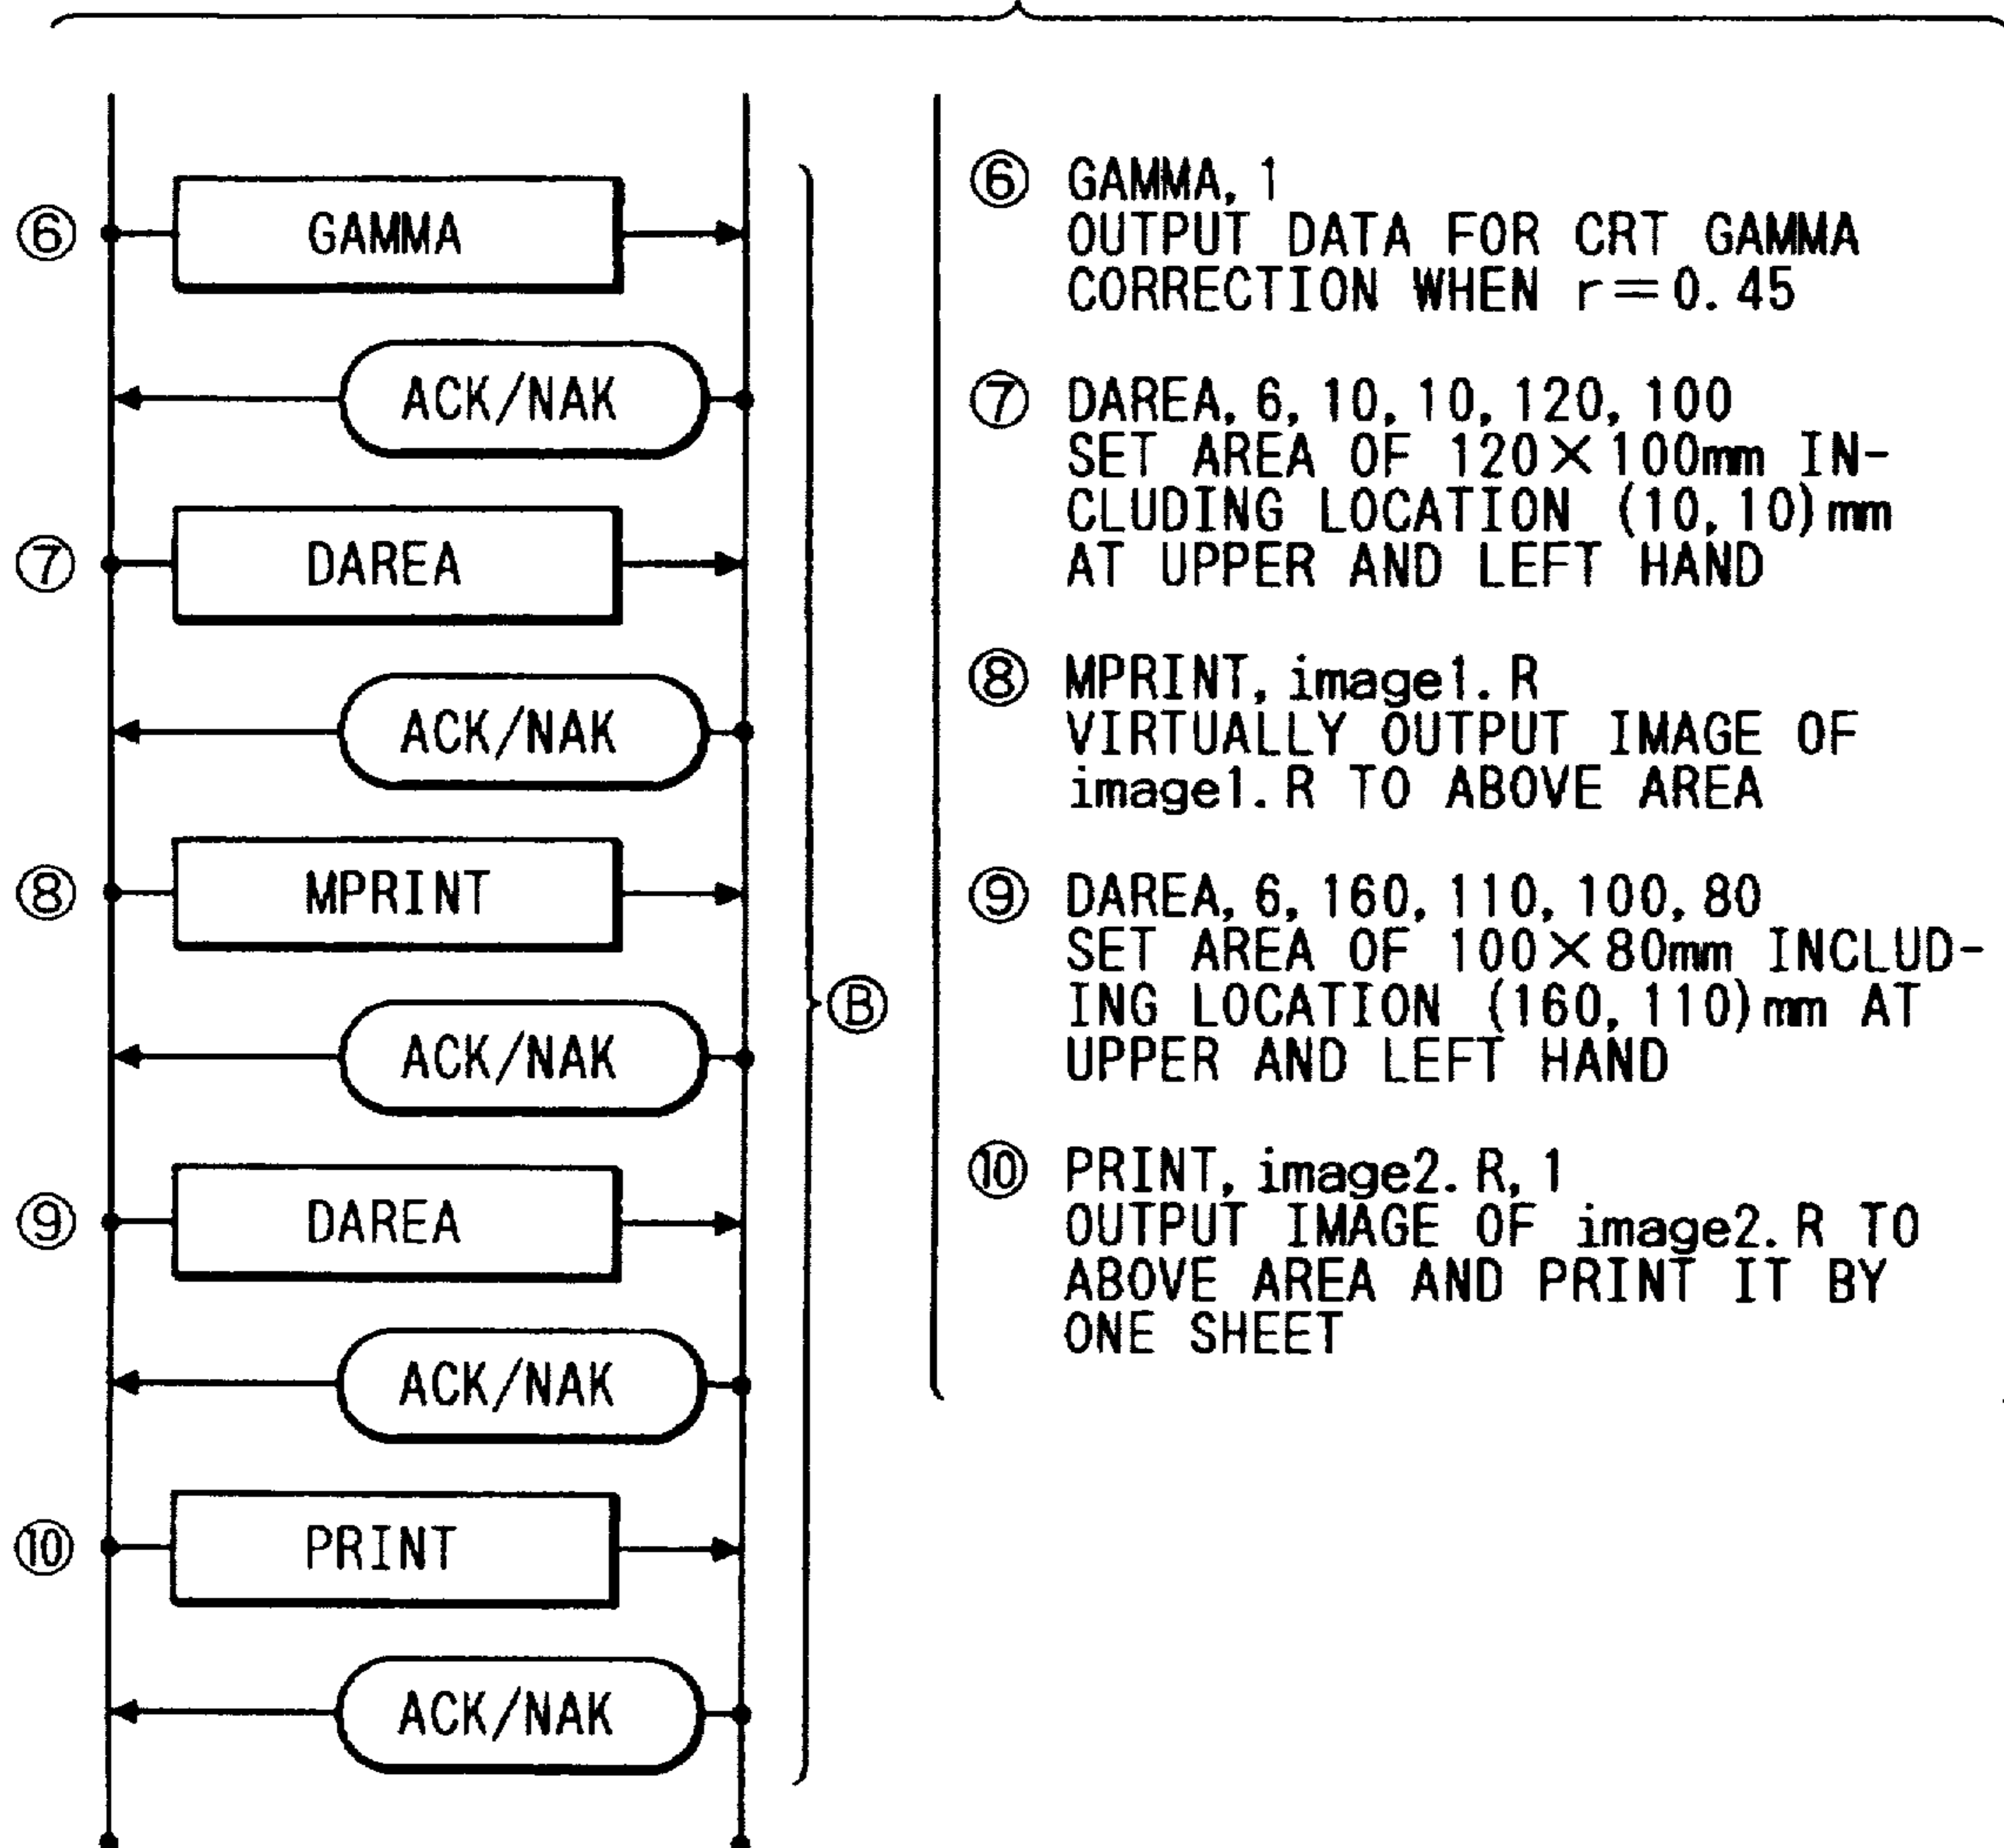 ⑥ GAMMA
ACK/NAK
⑦ DAREA
ACK/NAK
⑧ MPRINT
ACK/NAK
⑨ DAREA
ACK/NAK
⑩ PRINT
ACK/NAK
Ⓑ
⑥ GAMMA, 1
OUTPUT DATA FOR CRT GAMMA
CORRECTION WHEN r=0.45
⑦ DAREA, 6, 10, 10, 120, 100
SET AREA OF 120×100mm IN-
CLUDING LOCATION (10, 10)mm
AT UPPER AND LEFT HAND
⑧ MPRINT, image1.R
VIRTUALLY OUTPUT IMAGE OF
image1.R TO ABOVE AREA
⑨ DAREA, 6, 160, 110, 100, 80
SET AREA OF 100×80mm INCLUD-
ING LOCATION (160, 110)mm AT
UPPER AND LEFT HAND
⑩ PRINT, image2.R, 1
OUTPUT IMAGE OF image2.R TO
ABOVE AREA AND PRINT IT BY
ONE SHEET